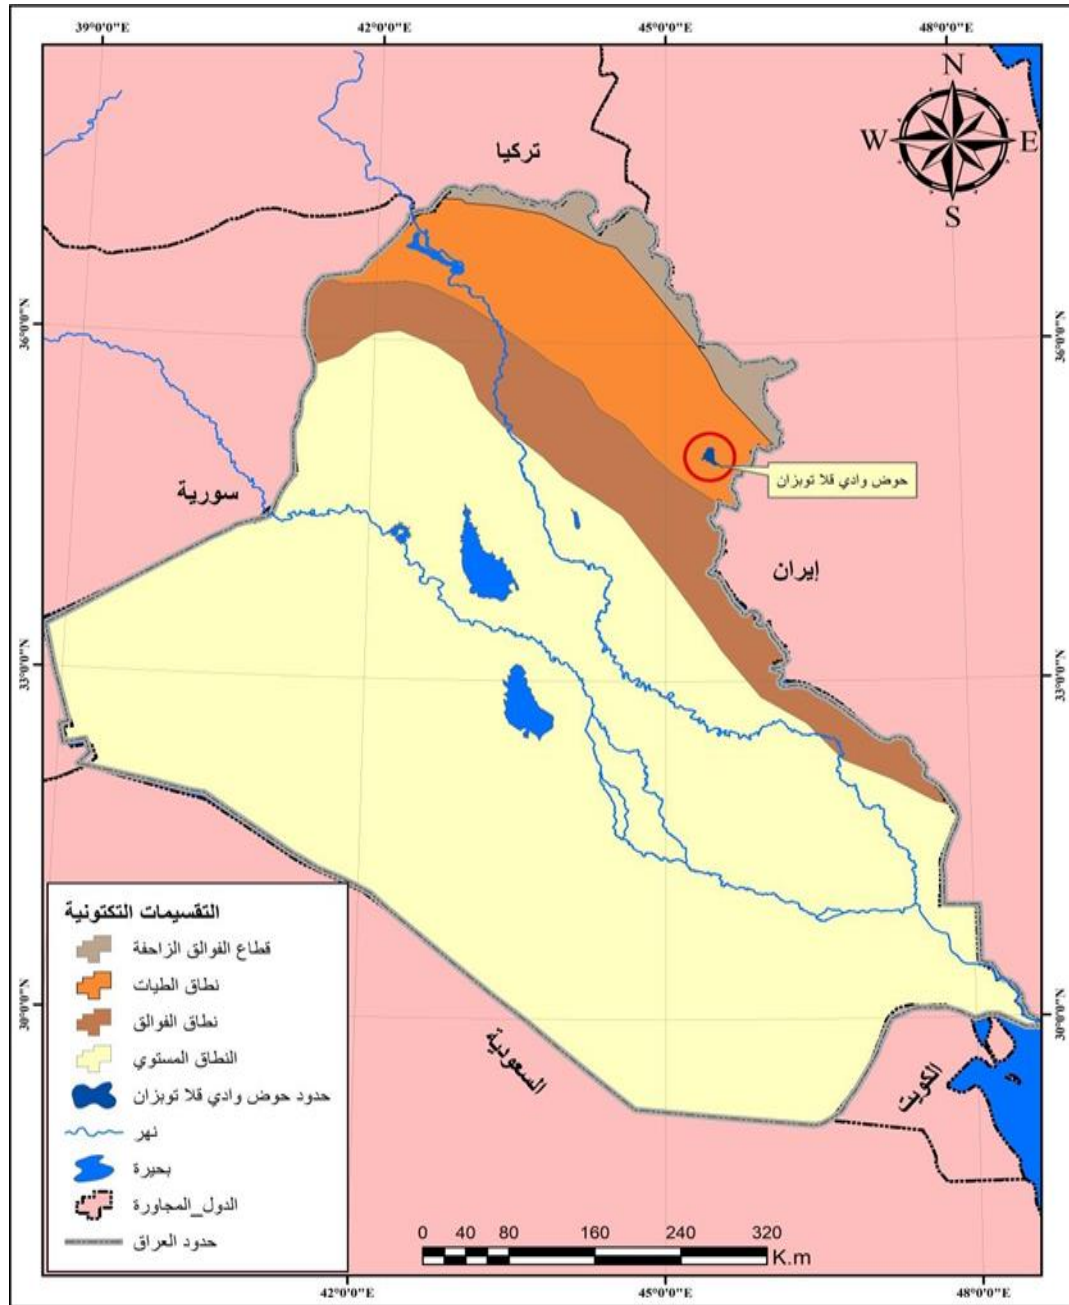 39°0'0"E 42°0'0"E 45°0'0"E 48°0'0"E
N
W E
S
تركيا
36°0'0"N 36°0'0"N
سورية
حوض وادي قلا توبزان
إيران
33°0'0"N 33°0'0"N
التقسيمات التكتونية
قطاع الفوالق الزاحفة
نطاق الطيات
نطاق الفوالق
النطاق المستوي
حدود حوض وادي قلا توبزان
نهر
بحيرة
الدول_المجاورة
حدود العراق
30°0'0"N 30°0'0"N
السعودية
الكويت
0 40 80 160 240 320
K.m
42°0'0"E 45°0'0"E 48°0'0"E